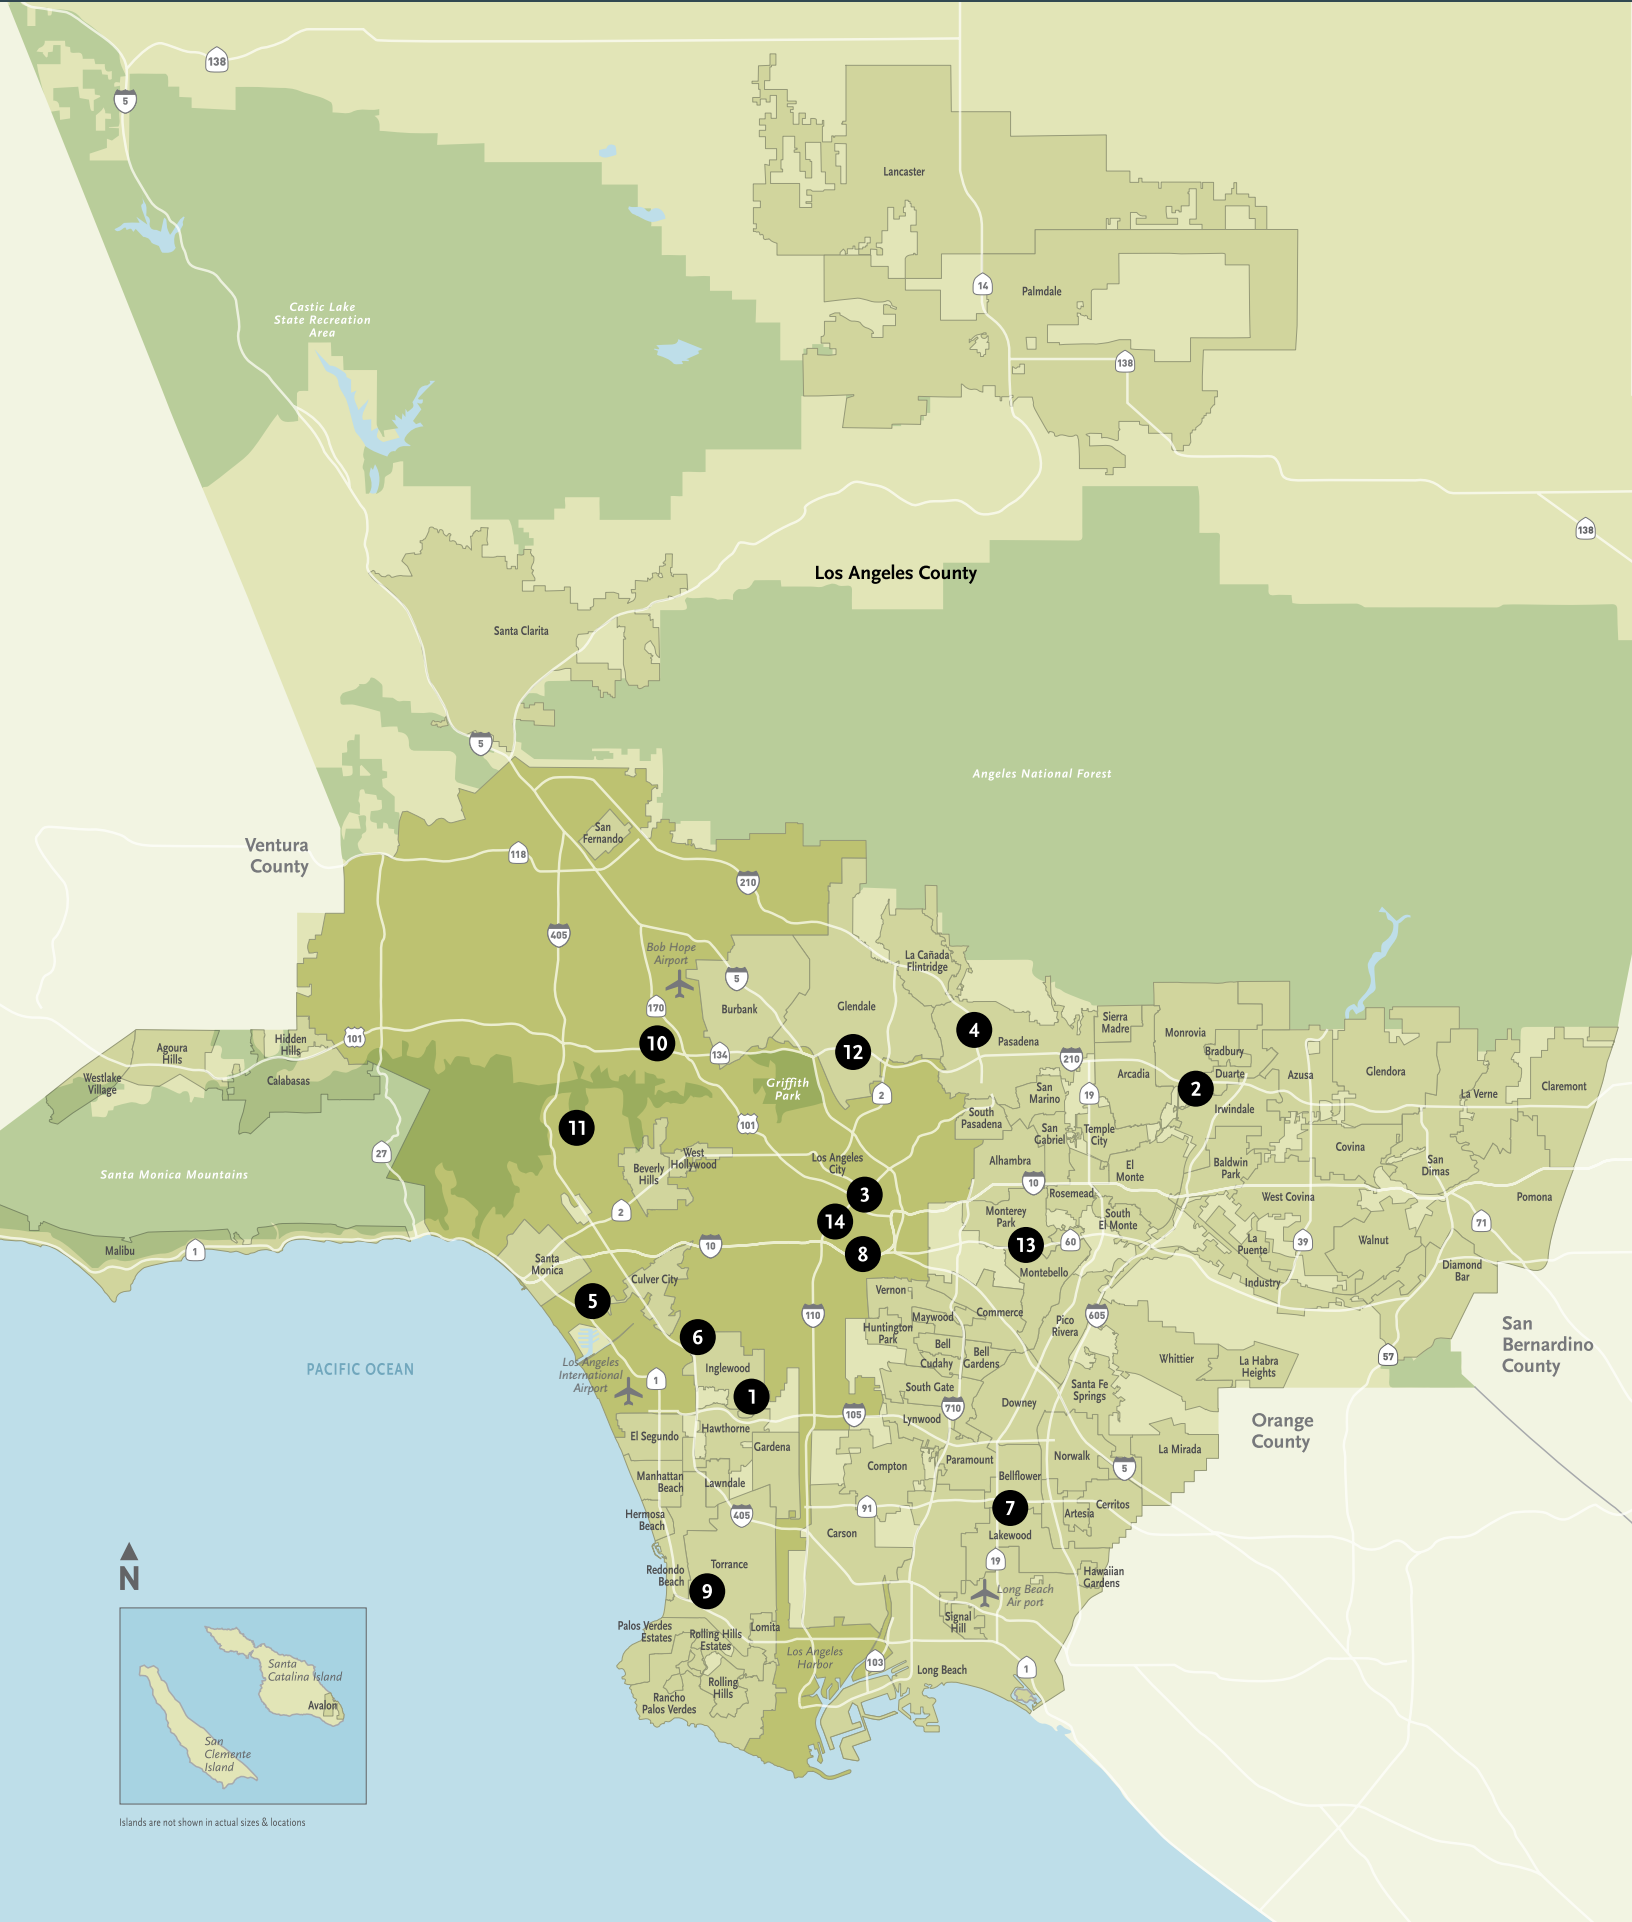 138
5
Lancaster
14
Palmdale
Castic Lake
State Recreation
Area
138
138
Los Angeles County
Santa Clarita
5
Angeles National Forest
San
Fernando
Ventura
County
118
210
405
Bob Hope
Airport
La Cañada
Flintridge
5
170
Burbank
Glendale
4
Pasadena
Sierra
Madre
Monrovia
Bradbury
Duarte
101
Hidden
Hills
Agoura
Hills
Westlake
Village
Calabasas
10
134
12
210
Griffith
Park
2
Arcadia
2
Azusa
Glendora
La Verne
Claremont
San
Marino
19
Irwindale
South
Pasadena
11
101
San
Gabriel
Temple
City
27
West
Hollywood
Beverly
Hills
Los Angeles
City
Alhambra
El
Monte
Baldwin
Park
Covina
San
Dimas
Santa Monica Mountains
3
10
Rosemead
West Covina
Pomona
2
14
Monterey
Park
South
El Monte
71
Malibu
1
10
8
13
60
La
Puente
39
Walnut
Santa
Monica
Culver City
Montebello
Industry
Diamond
Bar
5
Vernon
110
Maywood
Commerce
Pico
Rivera
605
San
Bernardino
County
6
Huntington
Park
Bell
Cudahy
Bell
Gardens
Whittier
La Habra
Heights
57
PACIFIC OCEAN
Los Angeles
International
Airport
Inglewood
1
1
South Gate
Santa Fe
Springs
105
Lynwood
710
Downey
Orange
County
El Segundo
Hawthorne
Gardena
La Mirada
Compton
Paramount
Norwalk
5
Manhattan
Beach
Lawndale
Bellflower
405
91
7
Artesia
Cerritos
Hermosa
Beach
Carson
Lakewood
N
Redondo
Beach
Torrance
19
Hawaiian
Gardens
9
Long Beach
Air port
Signal
Hill
Palos Verdes
Estates
Rolling Hills
Estates
Lomita
Los Angeles
Harbor
103
Long Beach
1
Rolling
Hills
Rancho
Palos Verdes
Santa
Catalina Island
Avalon
San
Clemente
Island
Islands are not shown in actual sizes & locations